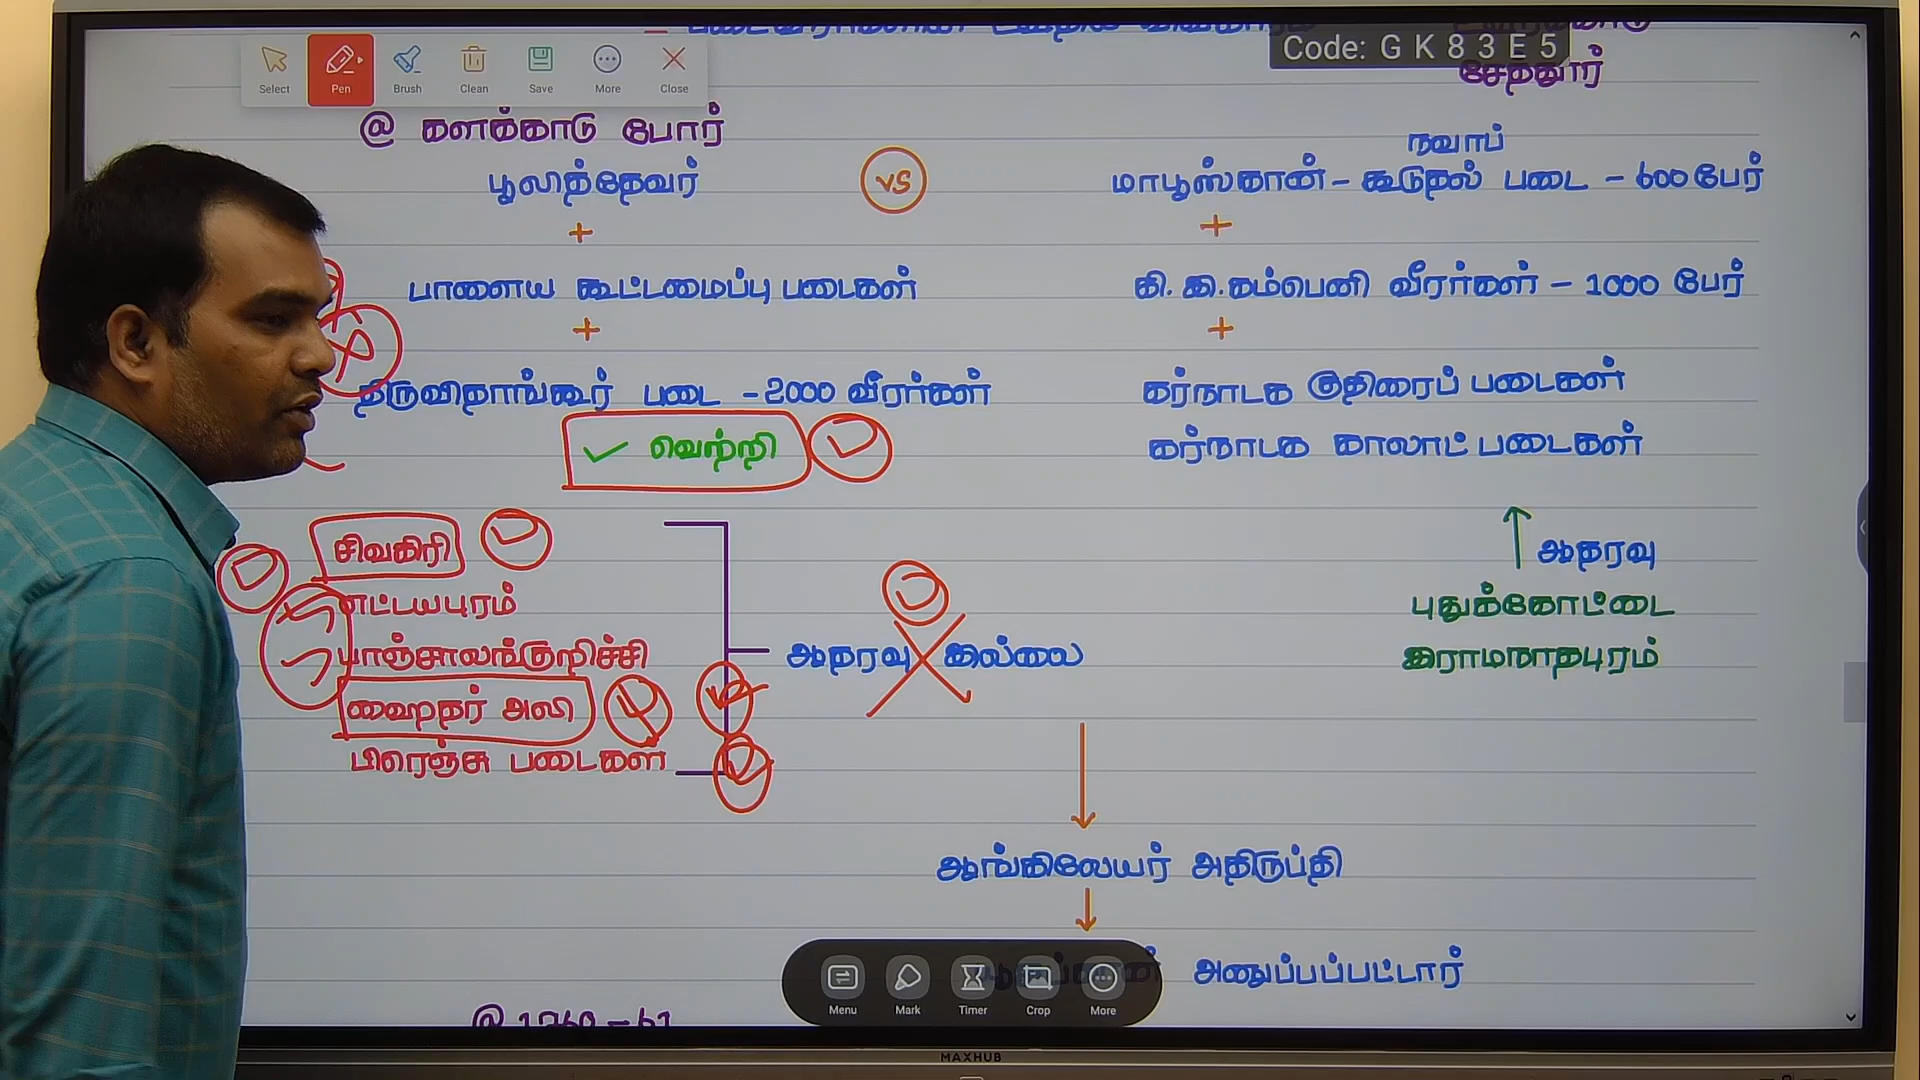 Code: G K 8 3 E 5
சேத்தூர்
Select Pen Brush Clean Save More Close
@ களக்காடு போர்
நவாப்
பூலித்தேவர் VS மாபூஸ்கான் - கூடுதல் படை - 600 பேர்
+ +
பாளைய கூட்டமைப்பு படைகள் கி.இ.கம்பெனி வீரர்கள் - 1000 பேர்
+ +
திருவிதாங்கூர் படை - 2000 வீரர்கள் கர்நாடக குதிரைப் படைகள்
✓ வெற்றி கர்நாடக காலாட் படைகள்
சிவகிரி ஆதரவு
எட்டயபுரம் புதுக்கோட்டை
பாஞ்சாலங்குறிச்சி ஆதரவு இல்லை இராமநாதபுரம்
ஹைதர் அலி
பிரெஞ்சு படைகள்
ஆங்கிலேயர் அதிருப்தி
அனுப்பப்பட்டார்
Menu Mark Timer Crop More
@ 1760 - 61
MAXHUB